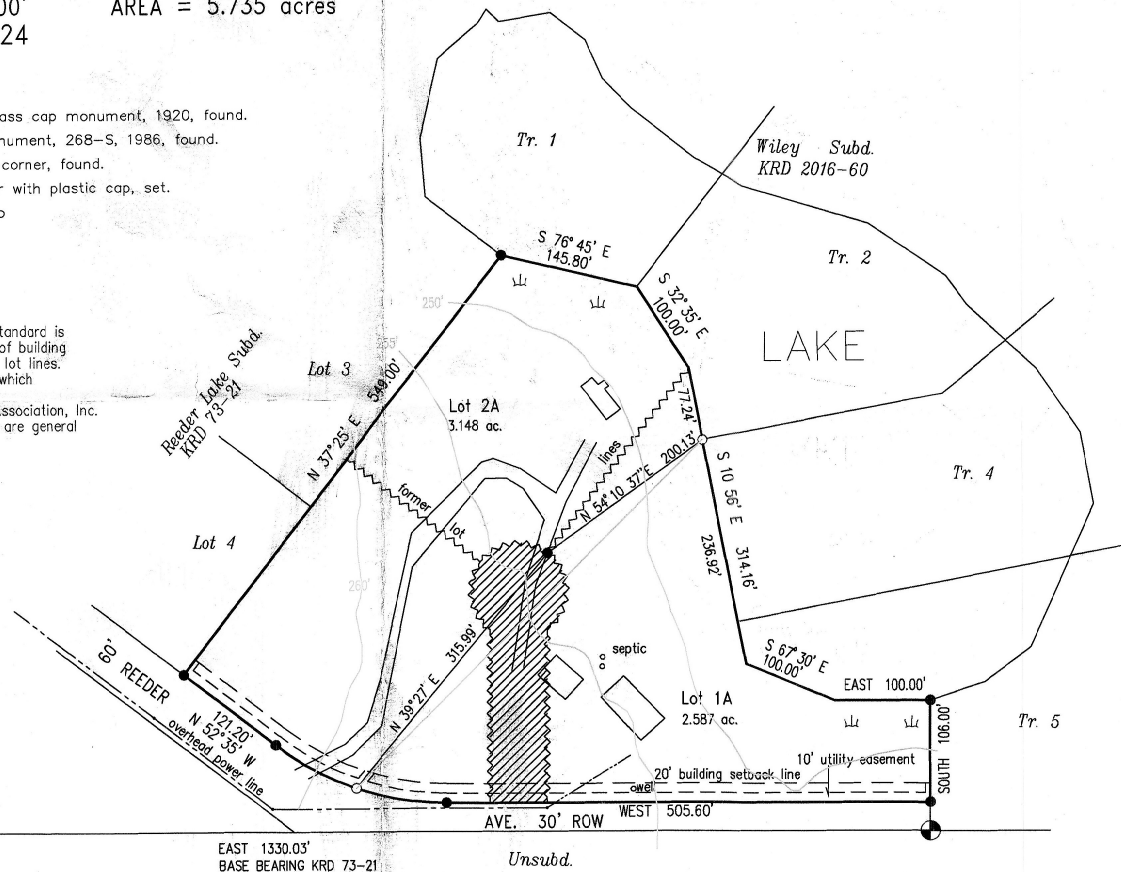 00'
AREA = 5.735 acres
24
ass cap monument, 1920, found.
nument, 268-S, 1986, found.
corner, found.
r with plastic cap, set.
tandard is
of building
lot lines.
which
Association, Inc.
are general
Tr. 1
Wiley Subd.
KRD 2016-60
S 76° 45' E
145.80'
S 32° 35' E
100.00'
Tr. 2
LAKE
250'
255'
Lot 3
N 37° 25' E 549.00'
Reeder Lake Subd.
KRD 73-21
Lot 2A
3.148 ac.
77.24'
lines
N 54° 10' 37" E 200.13'
former lot
S 10 56' E 314.16'
236.92'
Tr. 4
Lot 4
260'
60'
REEDER
121.20'
N 52° 35' W
overhead power line
N 39° 27' E 315.99'
septic
S 67° 30' E
100.00'
EAST 100.00'
Lot 1A
2.587 ac.
SOUTH 106.00'
Tr. 5
10' utility easement
20' building setback line
well
WEST 505.60'
AVE. 30' ROW
EAST 1330.03'
BASE BEARING KRD 73-21
Unsubd.